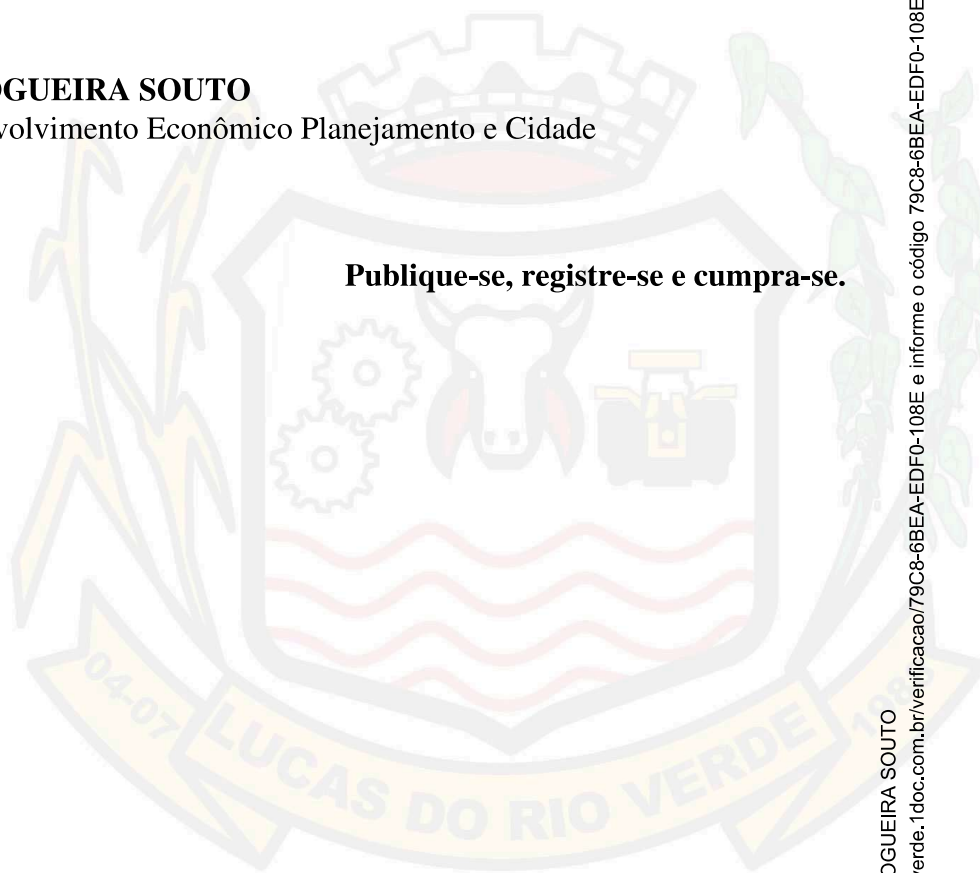 OGUEIRA SOUTO
volvimento Econômico Planejamento e Cidade
Publique-se, registre-se e cumpra-se.
04-07
LUCAS DO RIO VERDE
OGUEIRA SOUTO
verde.1doc.com.br/verificacao/79C8-6BEA-EDF0-108E e informe o código 79C8-6BEA-EDF0-108E